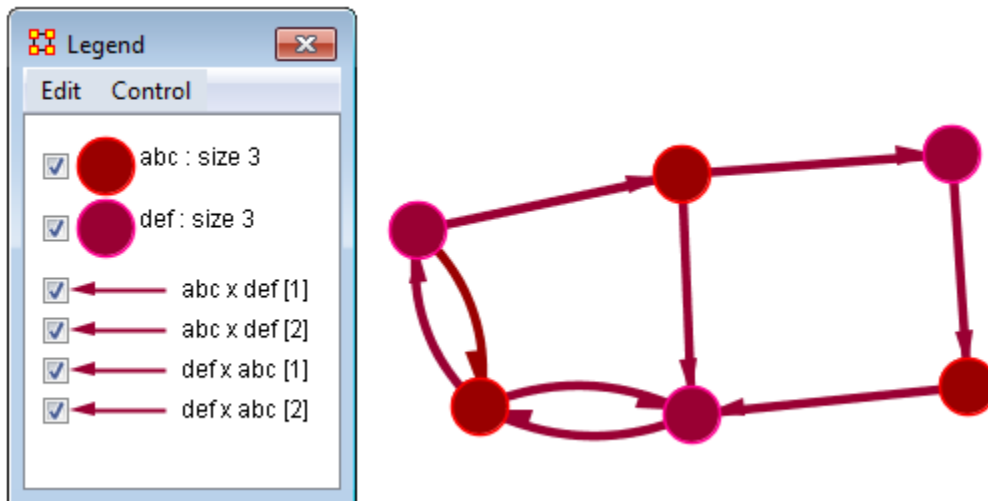 Legend
Edit Control
abc : size 3
def : size 3
abc x def [1]
abc x def [2]
def x abc [1]
def x abc [2]